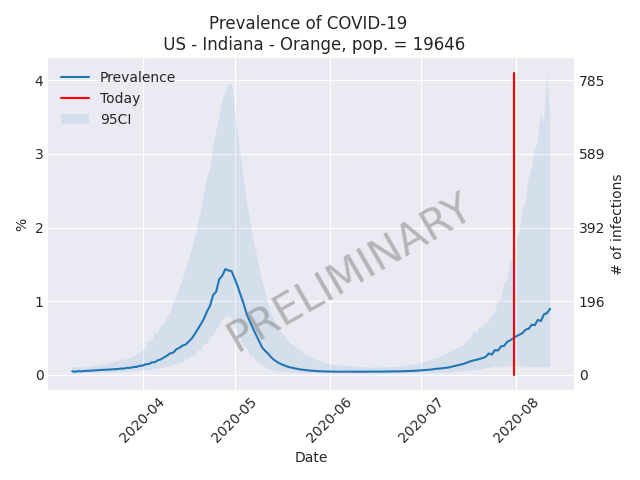 Prevalence of COVID-19
US - Indiana - Orange, pop. = 19646
Prevalence
Today
95CI
4
3
2
1
0
%
785
589
392
196
0
# of infections
PRELIMINARY
2020-04
2020-05
2020-06
2020-07
2020-08
Date